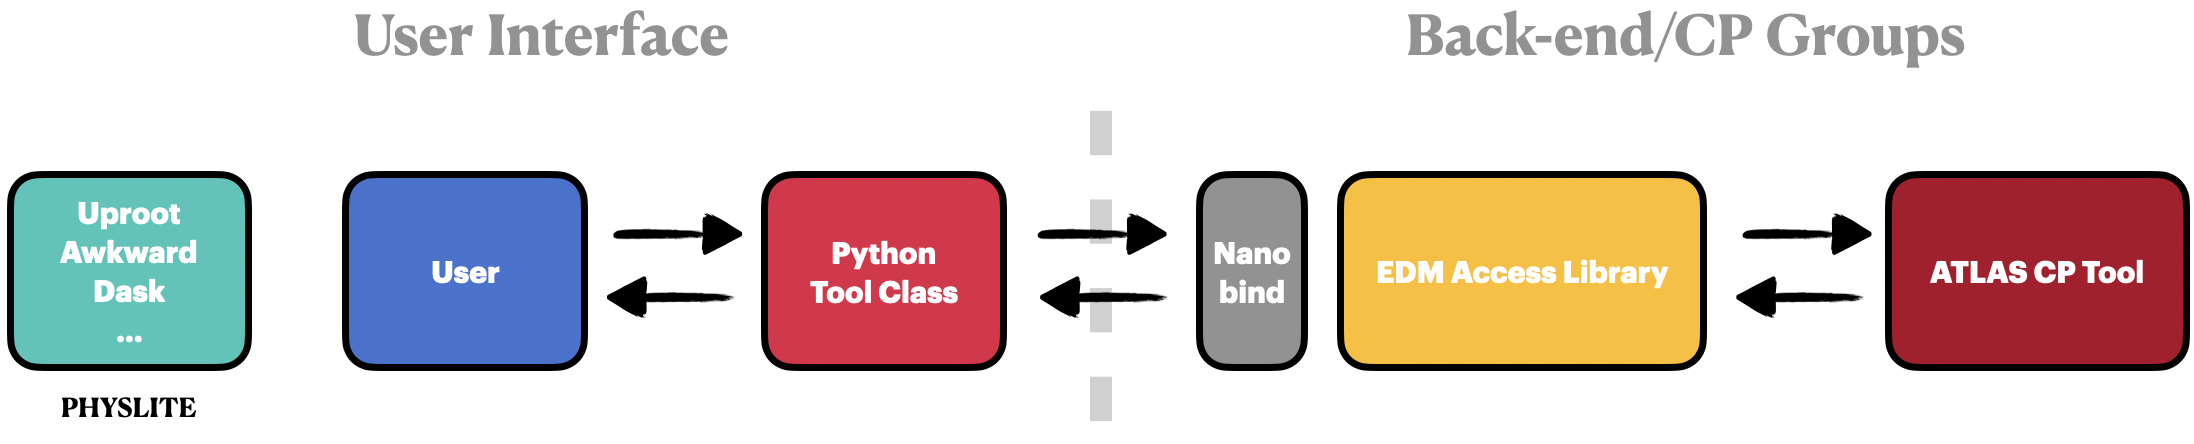 User Interface
Back-end/CP Groups
Uproot
Awkward
Dask
...
User
Python
Tool Class
Nano
bind
EDM Access Library
ATLAS CP Tool
PHYSLITE